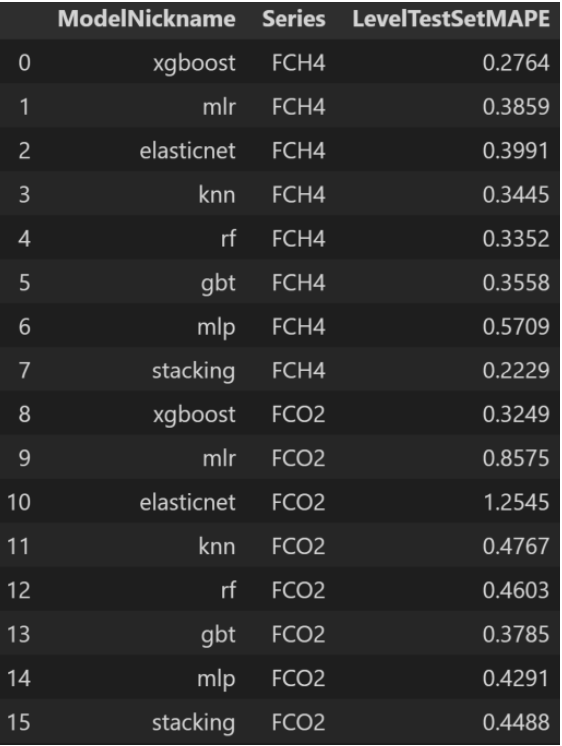 ModelNickname Series LevelTestSetMAPE
0 xgboost FCH4 0.2764
1 mlr FCH4 0.3859
2 elasticnet FCH4 0.3991
3 knn FCH4 0.3445
4 rf FCH4 0.3352
5 gbt FCH4 0.3558
6 mlp FCH4 0.5709
7 stacking FCH4 0.2229
8 xgboost FCO2 0.3249
9 mlr FCO2 0.8575
10 elasticnet FCO2 1.2545
11 knn FCO2 0.4767
12 rf FCO2 0.4603
13 gbt FCO2 0.3785
14 mlp FCO2 0.4291
15 stacking FCO2 0.4488